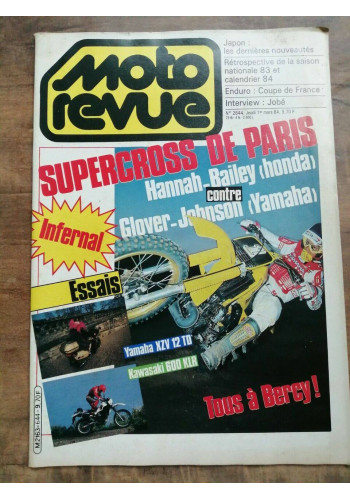 Moto
revue
Japon :
les dernières nouveautés
Rétrospective de la saison
nationale 83 et
calendrier 84
Enduro : Coupe de France
Interview : Jobé
SUPERCROSS DE PARIS
Hannah-Bailey (honda)
contre
Glover-Johnson (Yamaha)
Infernal
Essais
Yamaha XZV 12 TD
Kawasaki 600 KLR
Tous à Bercy !